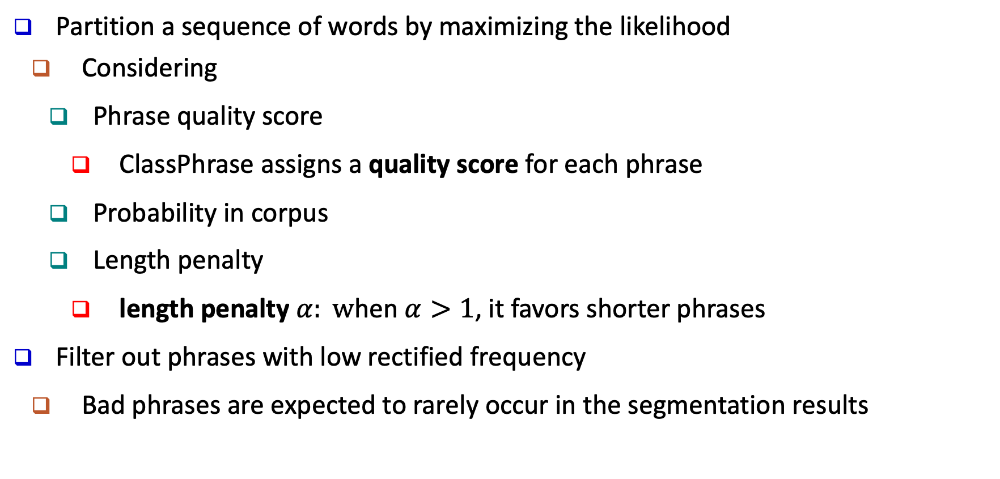 Partition a sequence of words by maximizing the likelihood
Considering
Phrase quality score
ClassPhrase assigns a quality score for each phrase
Probability in corpus
Length penalty
length penalty α: when α > 1, it favors shorter phrases
Filter out phrases with low rectified frequency
Bad phrases are expected to rarely occur in the segmentation results